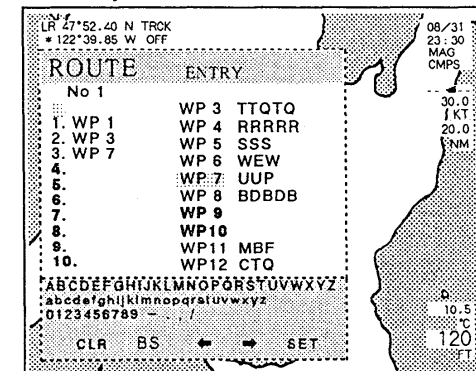 LR 47°52.40 N TRCK
* 122°39.85 W OFF
08/31
23:30
MAG
CMPS
30.0
KT
20.0
NM
ROUTE ENTRY
No 1
1. WP 1
2. WP 3
3. WP 7
4.
5.
6.
7.
8.
9.
10.
WP 3 TTQTQ
WP 4 RRRRR
WP 5 SSS
WP 6 WEW
WP 7 UUP
WP 8 BDBDB
WP 9
WP10
WP11 MBF
WP12 CTQ
ABCDEFGHIJKLMNOPQRSTUVWXYZ
abcdefghijklmnopqrstuvwxyz
0123456789 - . , /
CLR BS ← → SET
D
10.5
°C
120
FT